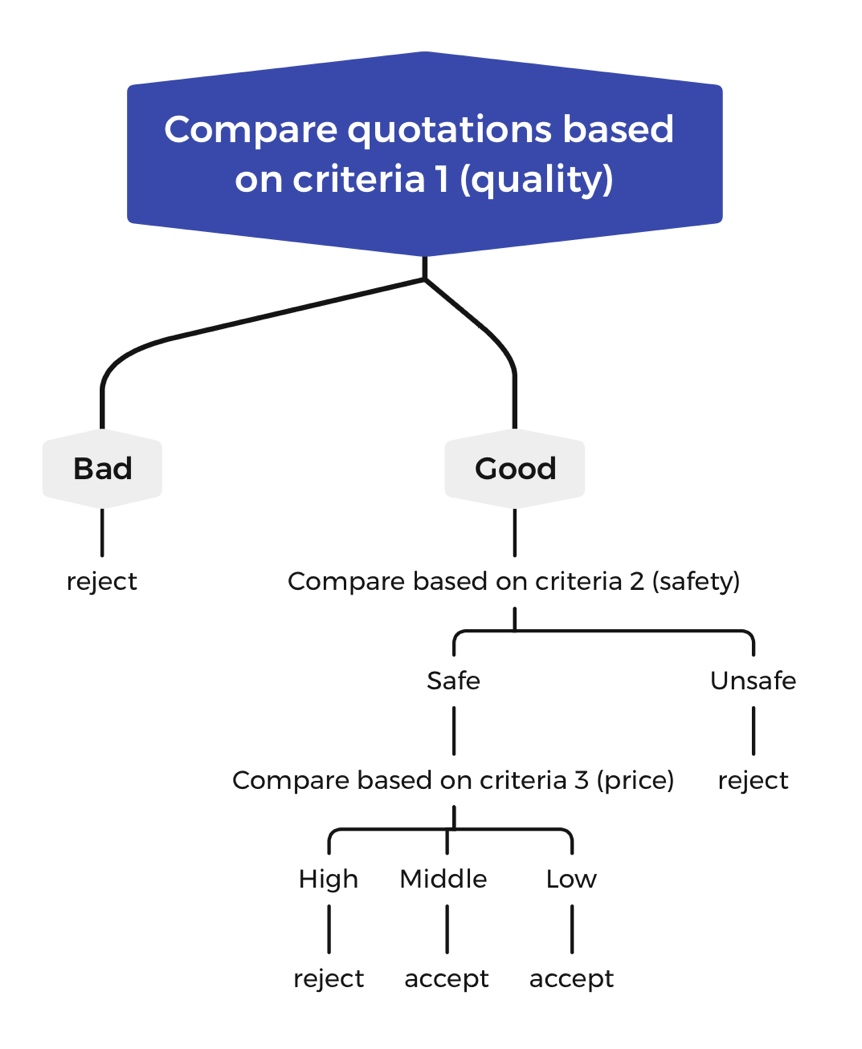 Compare quotations based
on criteria 1 (quality)
Bad
Good
reject
Compare based on criteria 2 (safety)
Safe
Unsafe
Compare based on criteria 3 (price)
reject
High
Middle
Low
reject
accept
accept